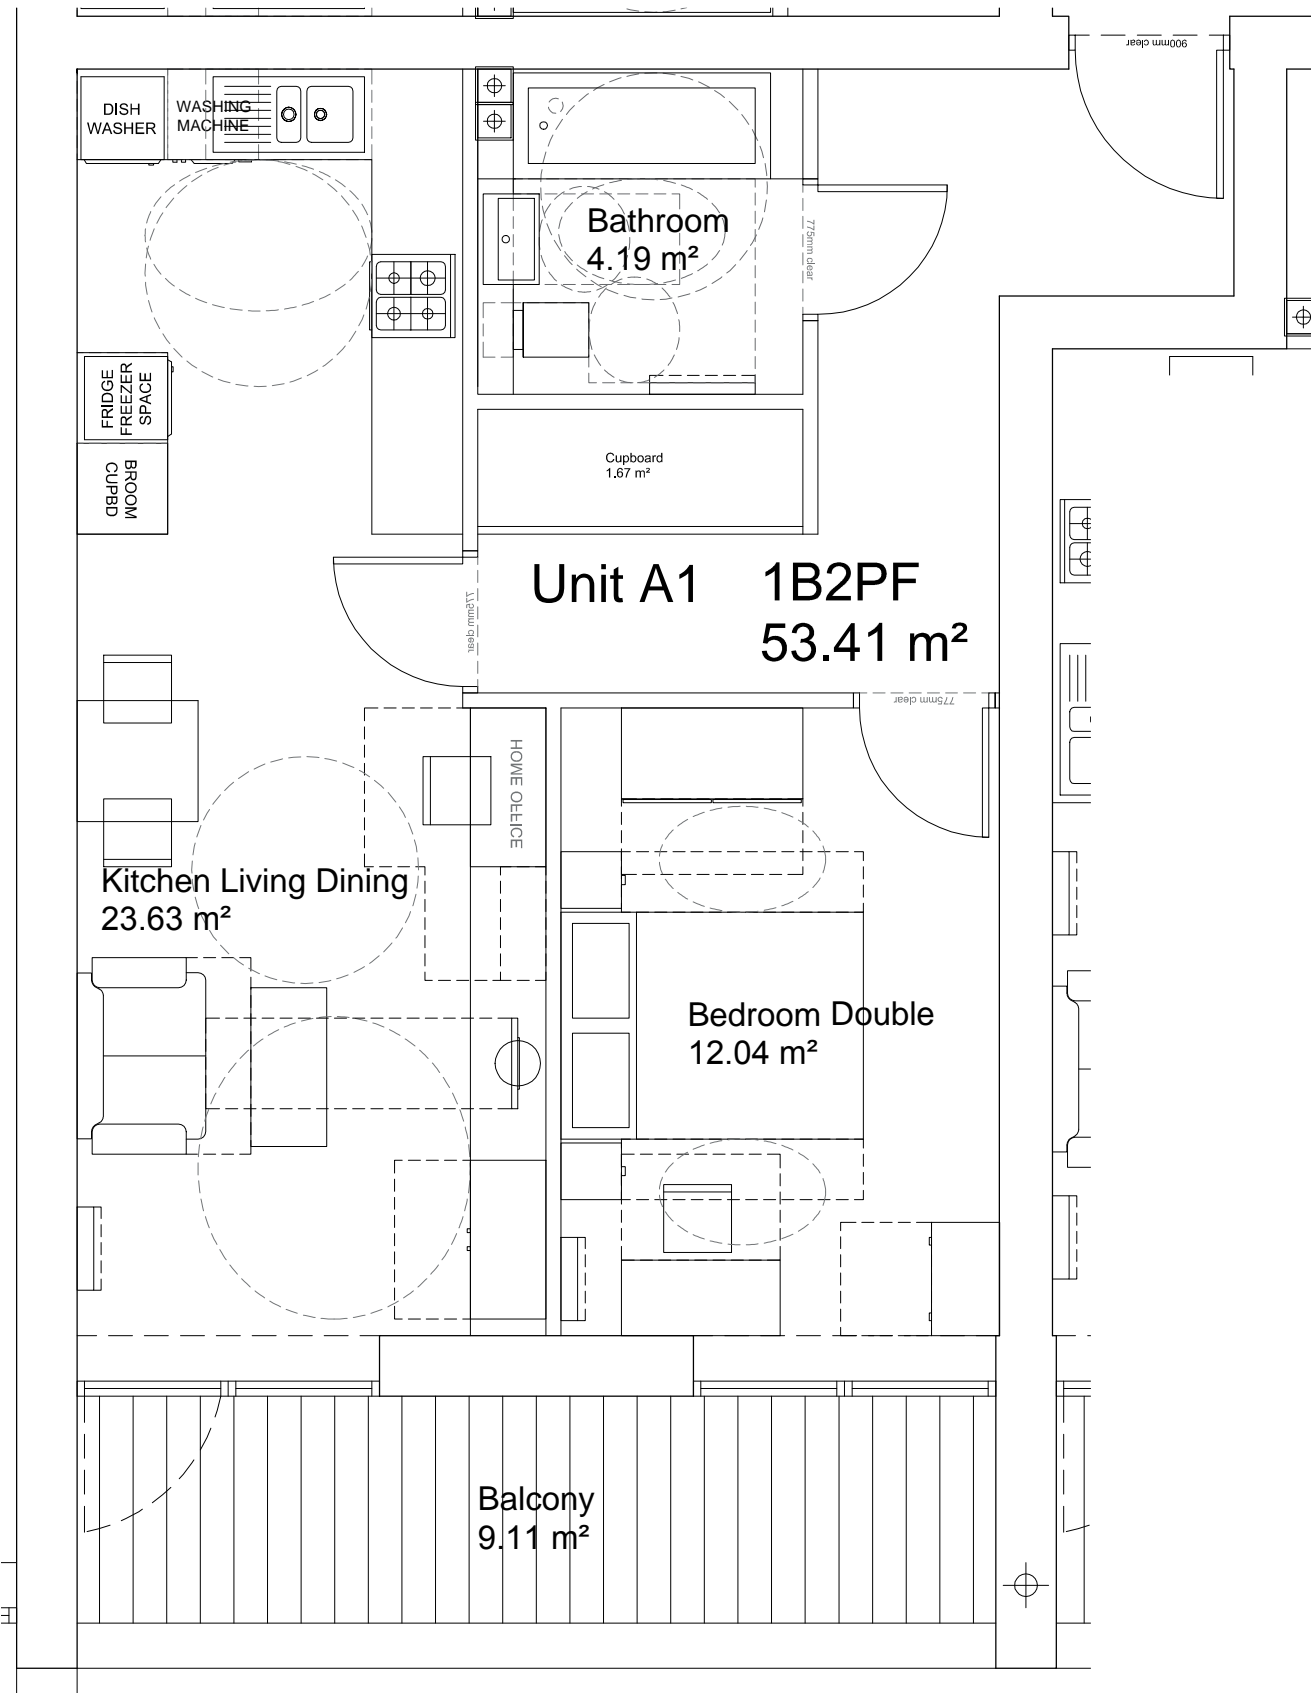 900mm clear
DISH
WASHER
WASHING
MACHINE
Bathroom
4.19 m²
775mm clear
FRIDGE
FREEZER
SPACE
BROOM
CUPBD
Cupboard
1.67 m²
Unit A1 1B2PF
53.41 m²
775mm clear
775mm clear
HOME OFFICE
Kitchen Living Dining
23.63 m²
Bedroom Double
12.04 m²
Balcony
9.11 m²